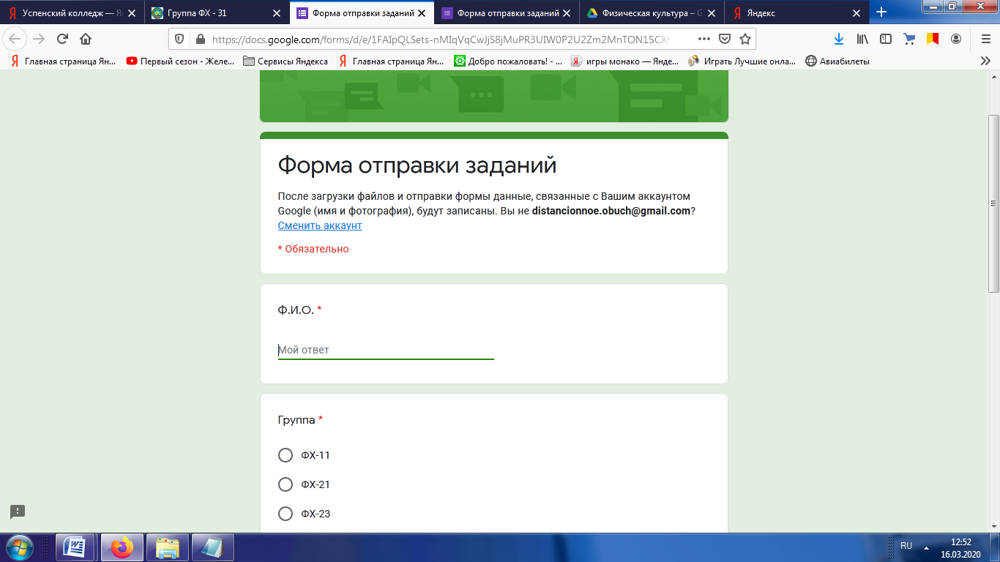 Успенский колледж — Ян
Группа ФХ - 31
Форма отправки заданий
Форма отправки заданий
Физическая культура – G
Яндекс
https://docs.google.com/forms/d/e/1FAIpQLSets-nMIqVqCwJjS8jMuPR3UIW0P2U2Zm2MnTON15CXH
Главная страница Ян...
Первый сезон - Желе...
Сервисы Яндекса
Главная страница Ян...
Добро пожаловать! - ...
игры монако — Янде...
Играть Лучшие онла...
Авиабилеты
Форма отправки заданий
После загрузки файлов и отправки формы данные, связанные с Вашим аккаунтом
Google (имя и фотография), будут записаны. Вы не distancionnoe.obuch@gmail.com?
Сменить аккаунт
* Обязательно
Ф.И.О. *
Мой ответ
Группа *
ФХ-11
ФХ-21
ФХ-23
RU
12:52
16.03.2020